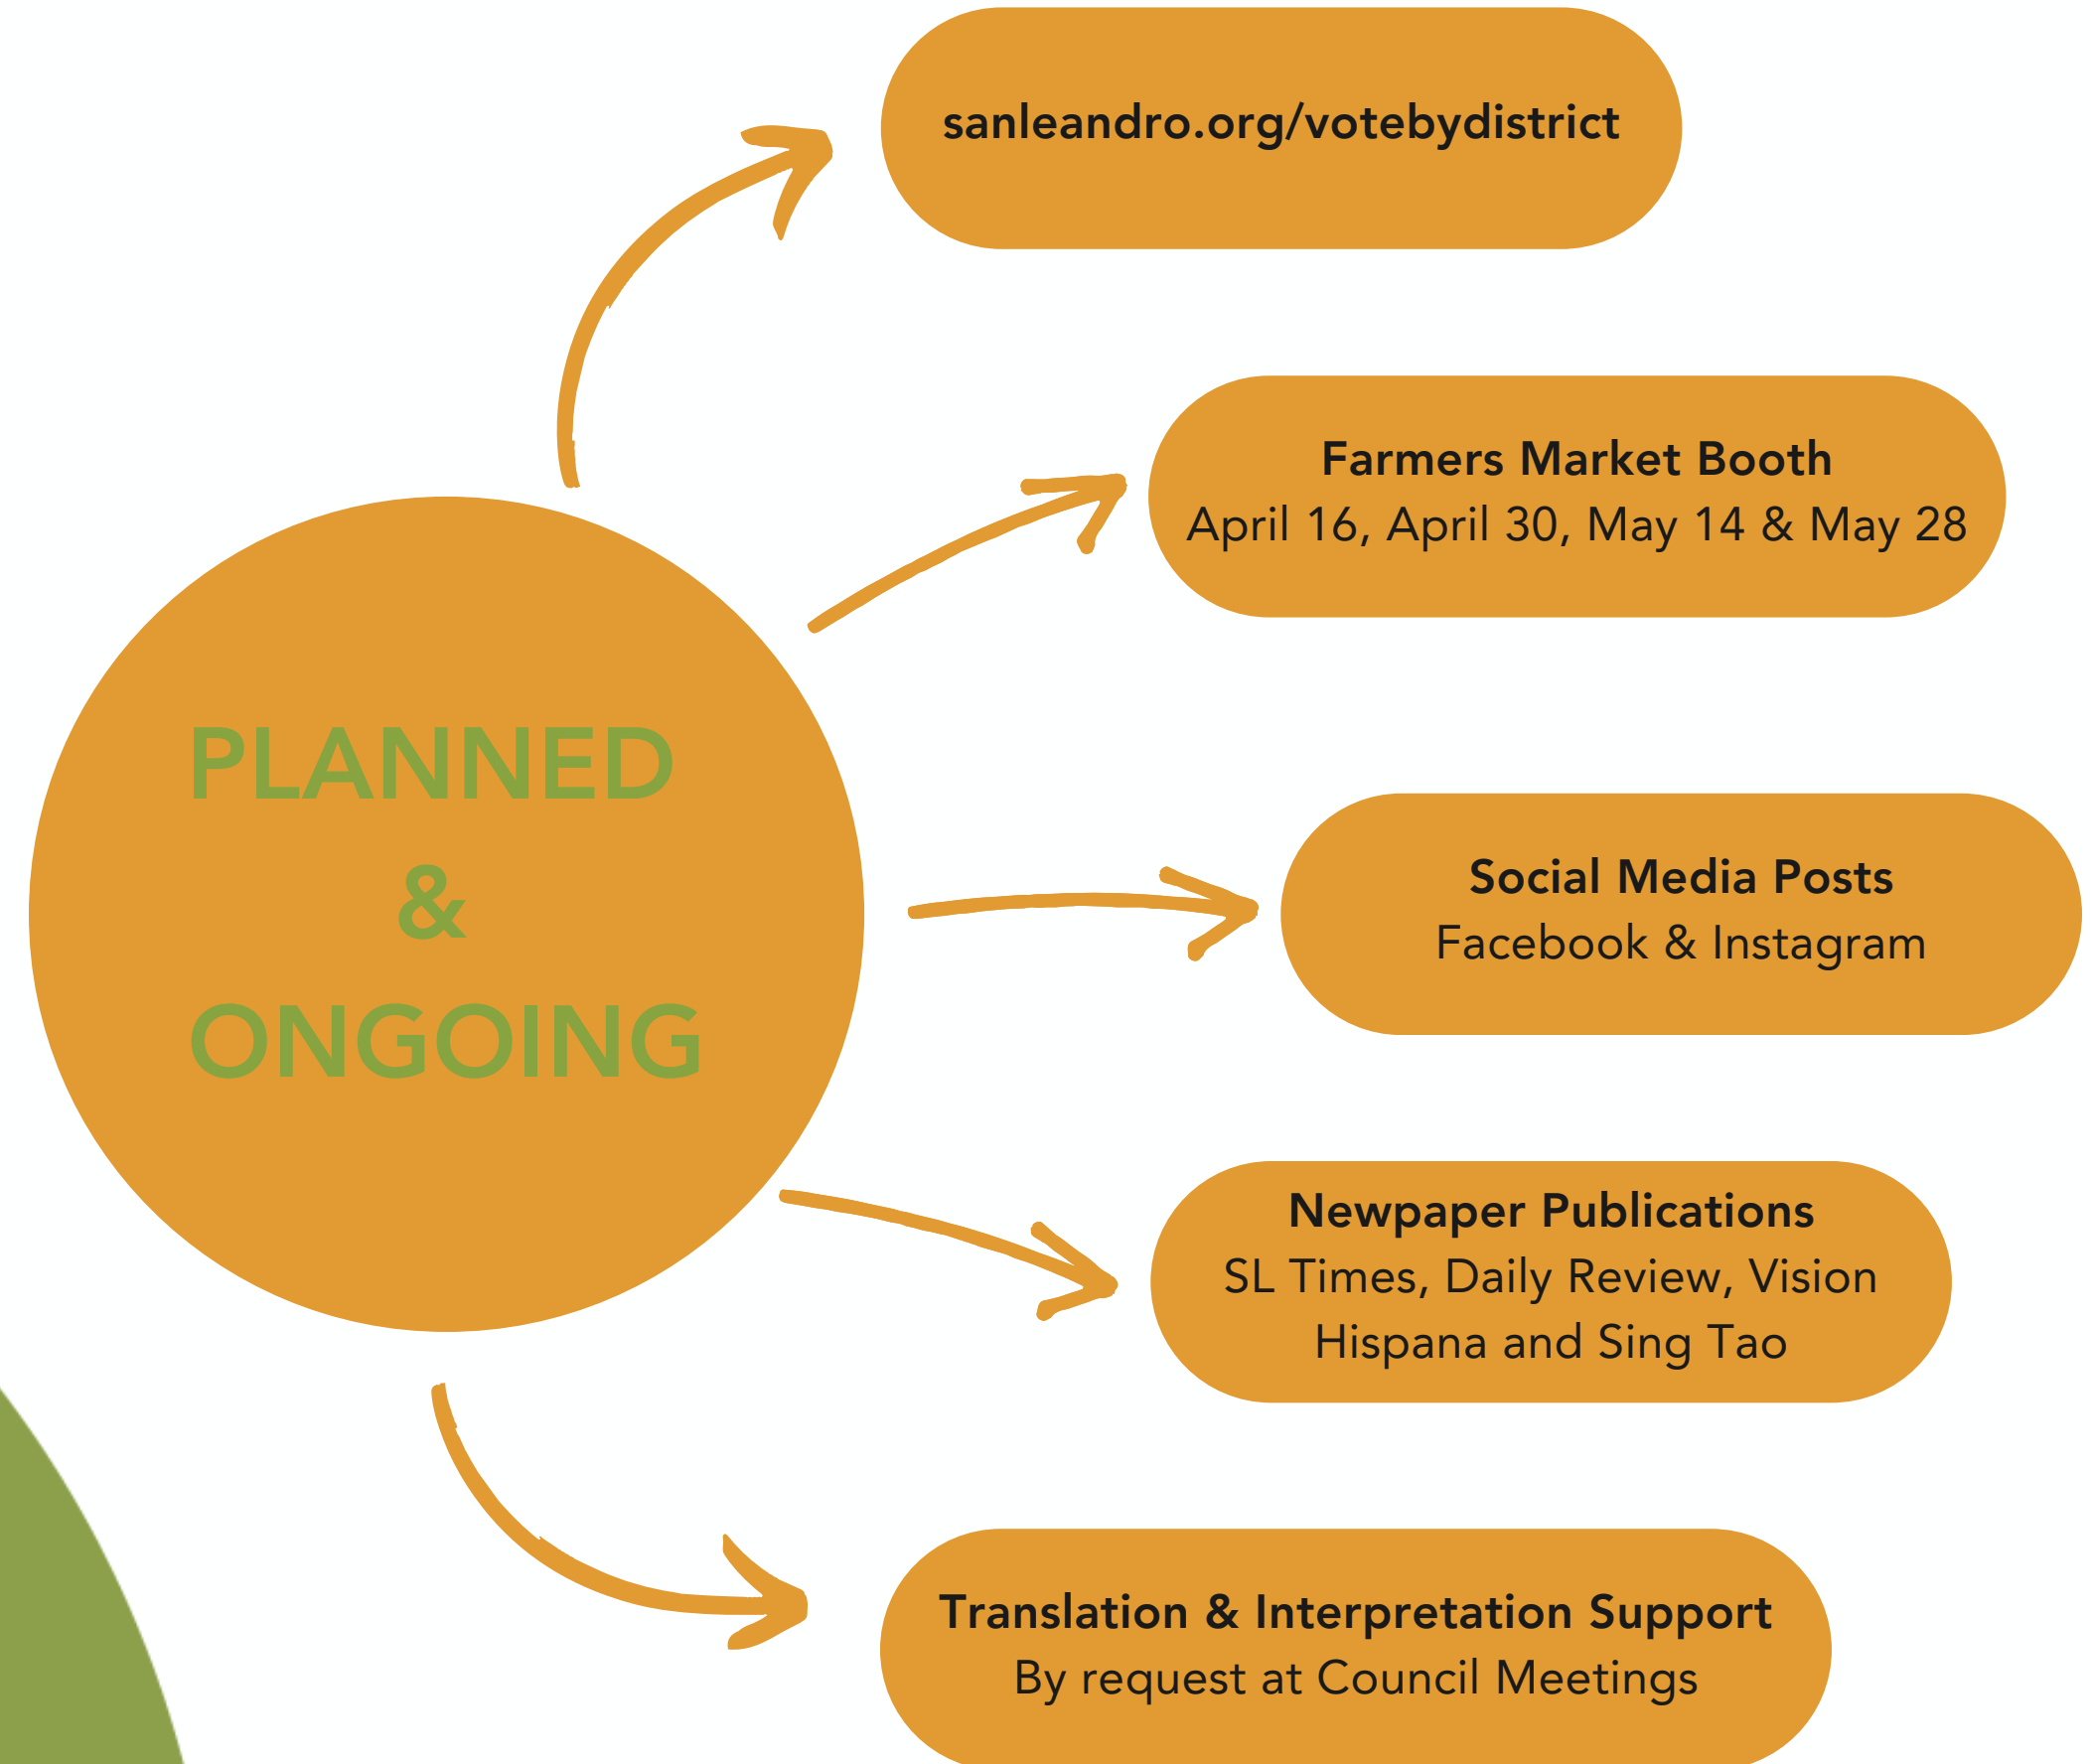 sanleandro.org/votebydistrict
Farmers Market Booth
April 16, April 30, May 14 & May 28
PLANNED
&
ONGOING
Social Media Posts
Facebook & Instagram
Newpaper Publications
SL Times, Daily Review, Vision
Hispana and Sing Tao
Translation & Interpretation Support
By request at Council Meetings